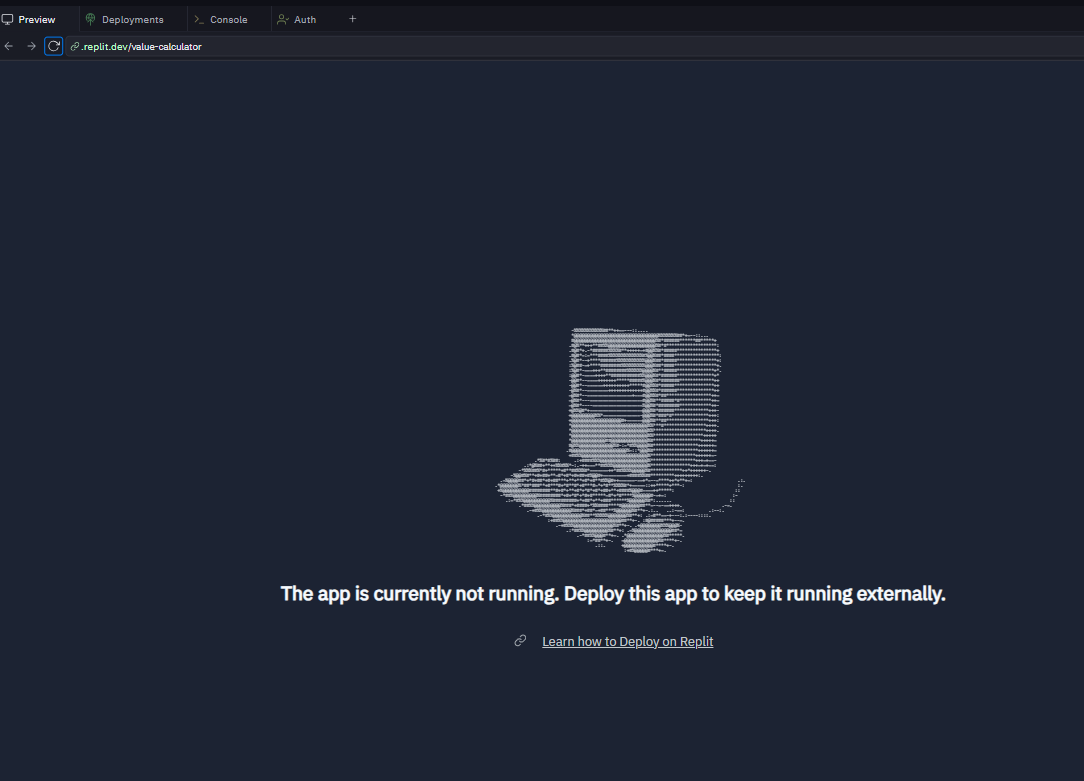 Preview
Deployments
Console
Auth
.replit.dev/value-calculator
The app is currently not running. Deploy this app to keep it running externally.
Learn how to Deploy on Replit